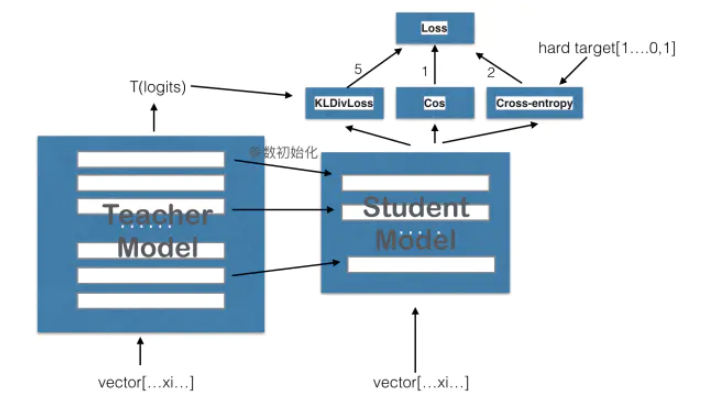 Loss
hard target[1....0,1]
5
1
2
T(logits)
KLDivLoss
Cos
Cross-entropy
参数初始化
Teacher
......
Model
Student
....
Model
vector[...xi...]
vector[...xi...]